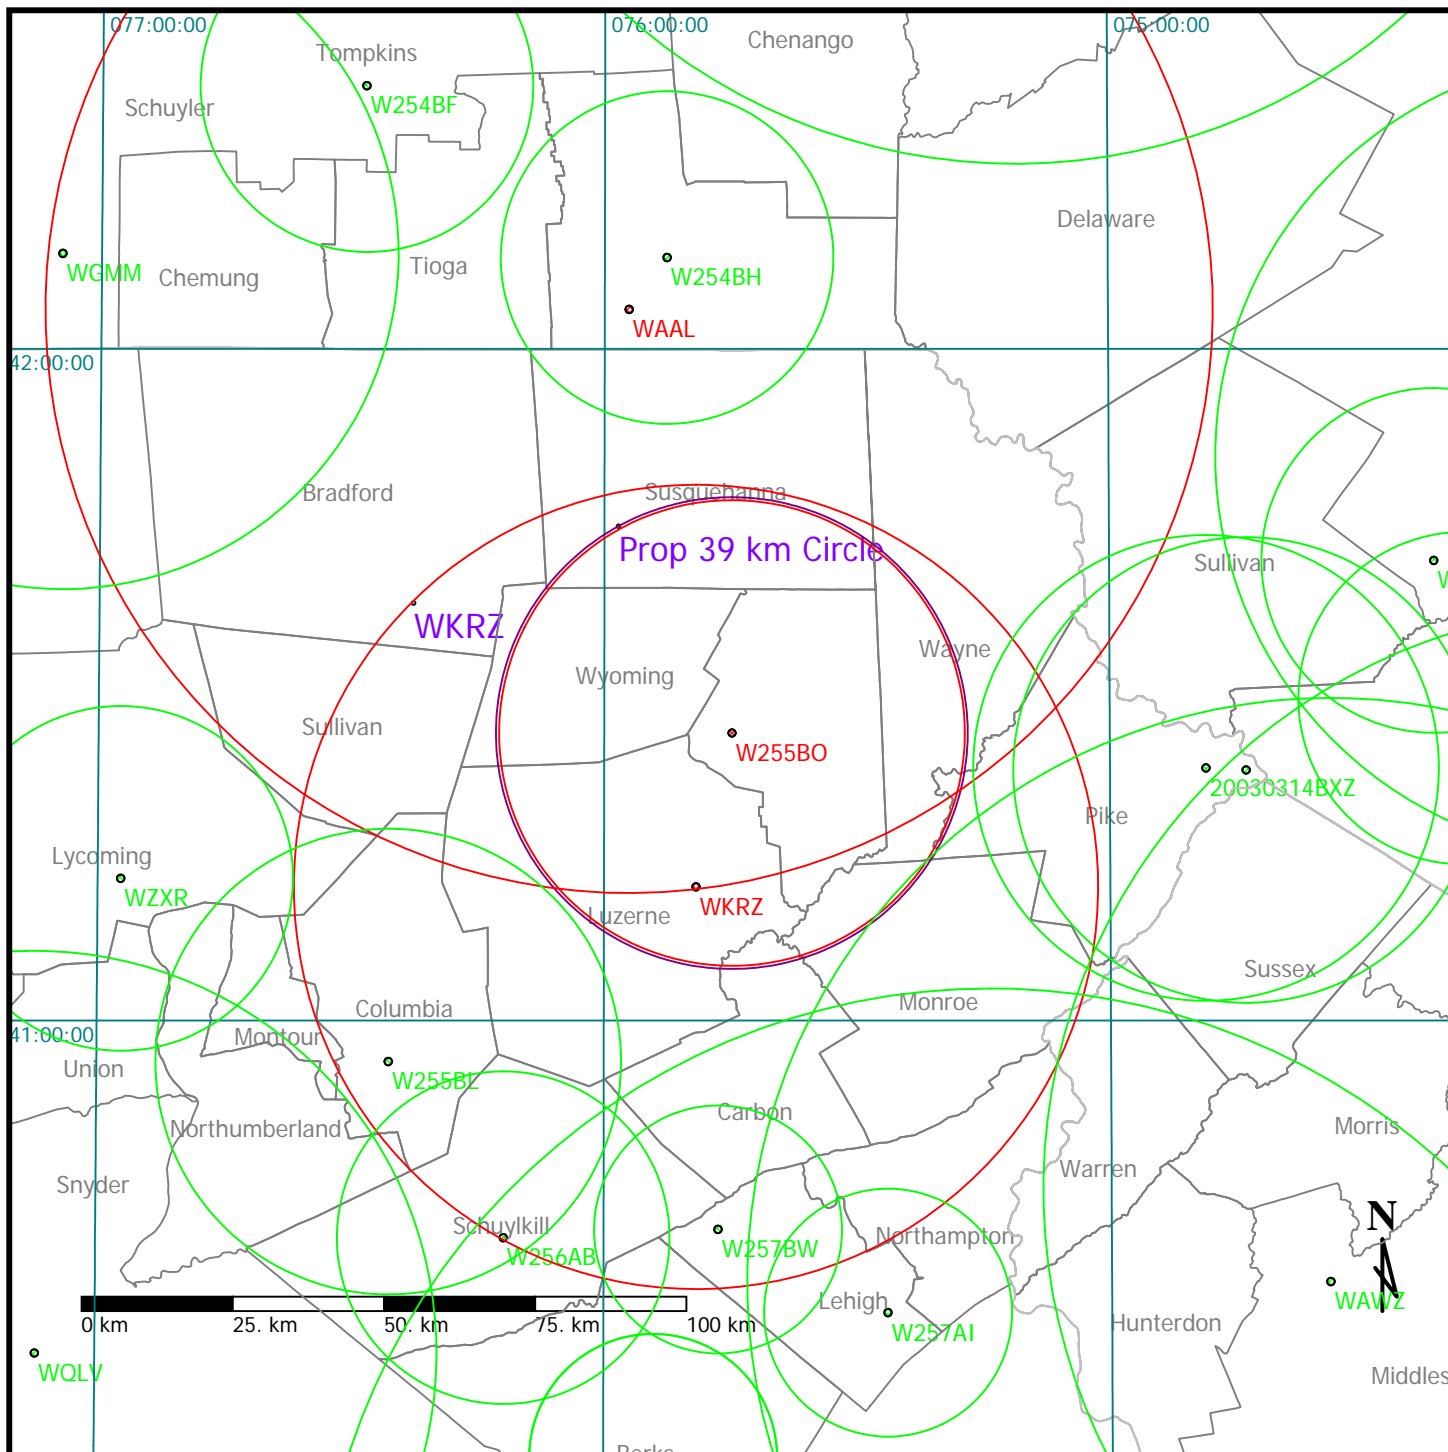 077:00:00
076:00:00
075:00:00
Chenango
Tompkins
W254BF
Schuyler
Delaware
WGMM
Chemung
Tioga
W254BH
WAAL
42:00:00
Bradford
Susquehanna
Prop 39 km Circle
Sullivan
W
WKRZ
Wayne
Wyoming
Sullivan
W255BO
20030314BXZ
Pike
Lycoming
WZXR
WKRZ
Luzerne
Sussex
Columbia
Monroe
41:00:00
Montour
Union
W255BL
Carbon
Northumberland
Morris
Warren
Snyder
N
Schuylkill
W256AB
W257BW
Northampton
Lehigh
WAWZ
0 km
25. km
50. km
75. km
100 km
W257AI
Hunterdon
WQLV
Middles
Berks